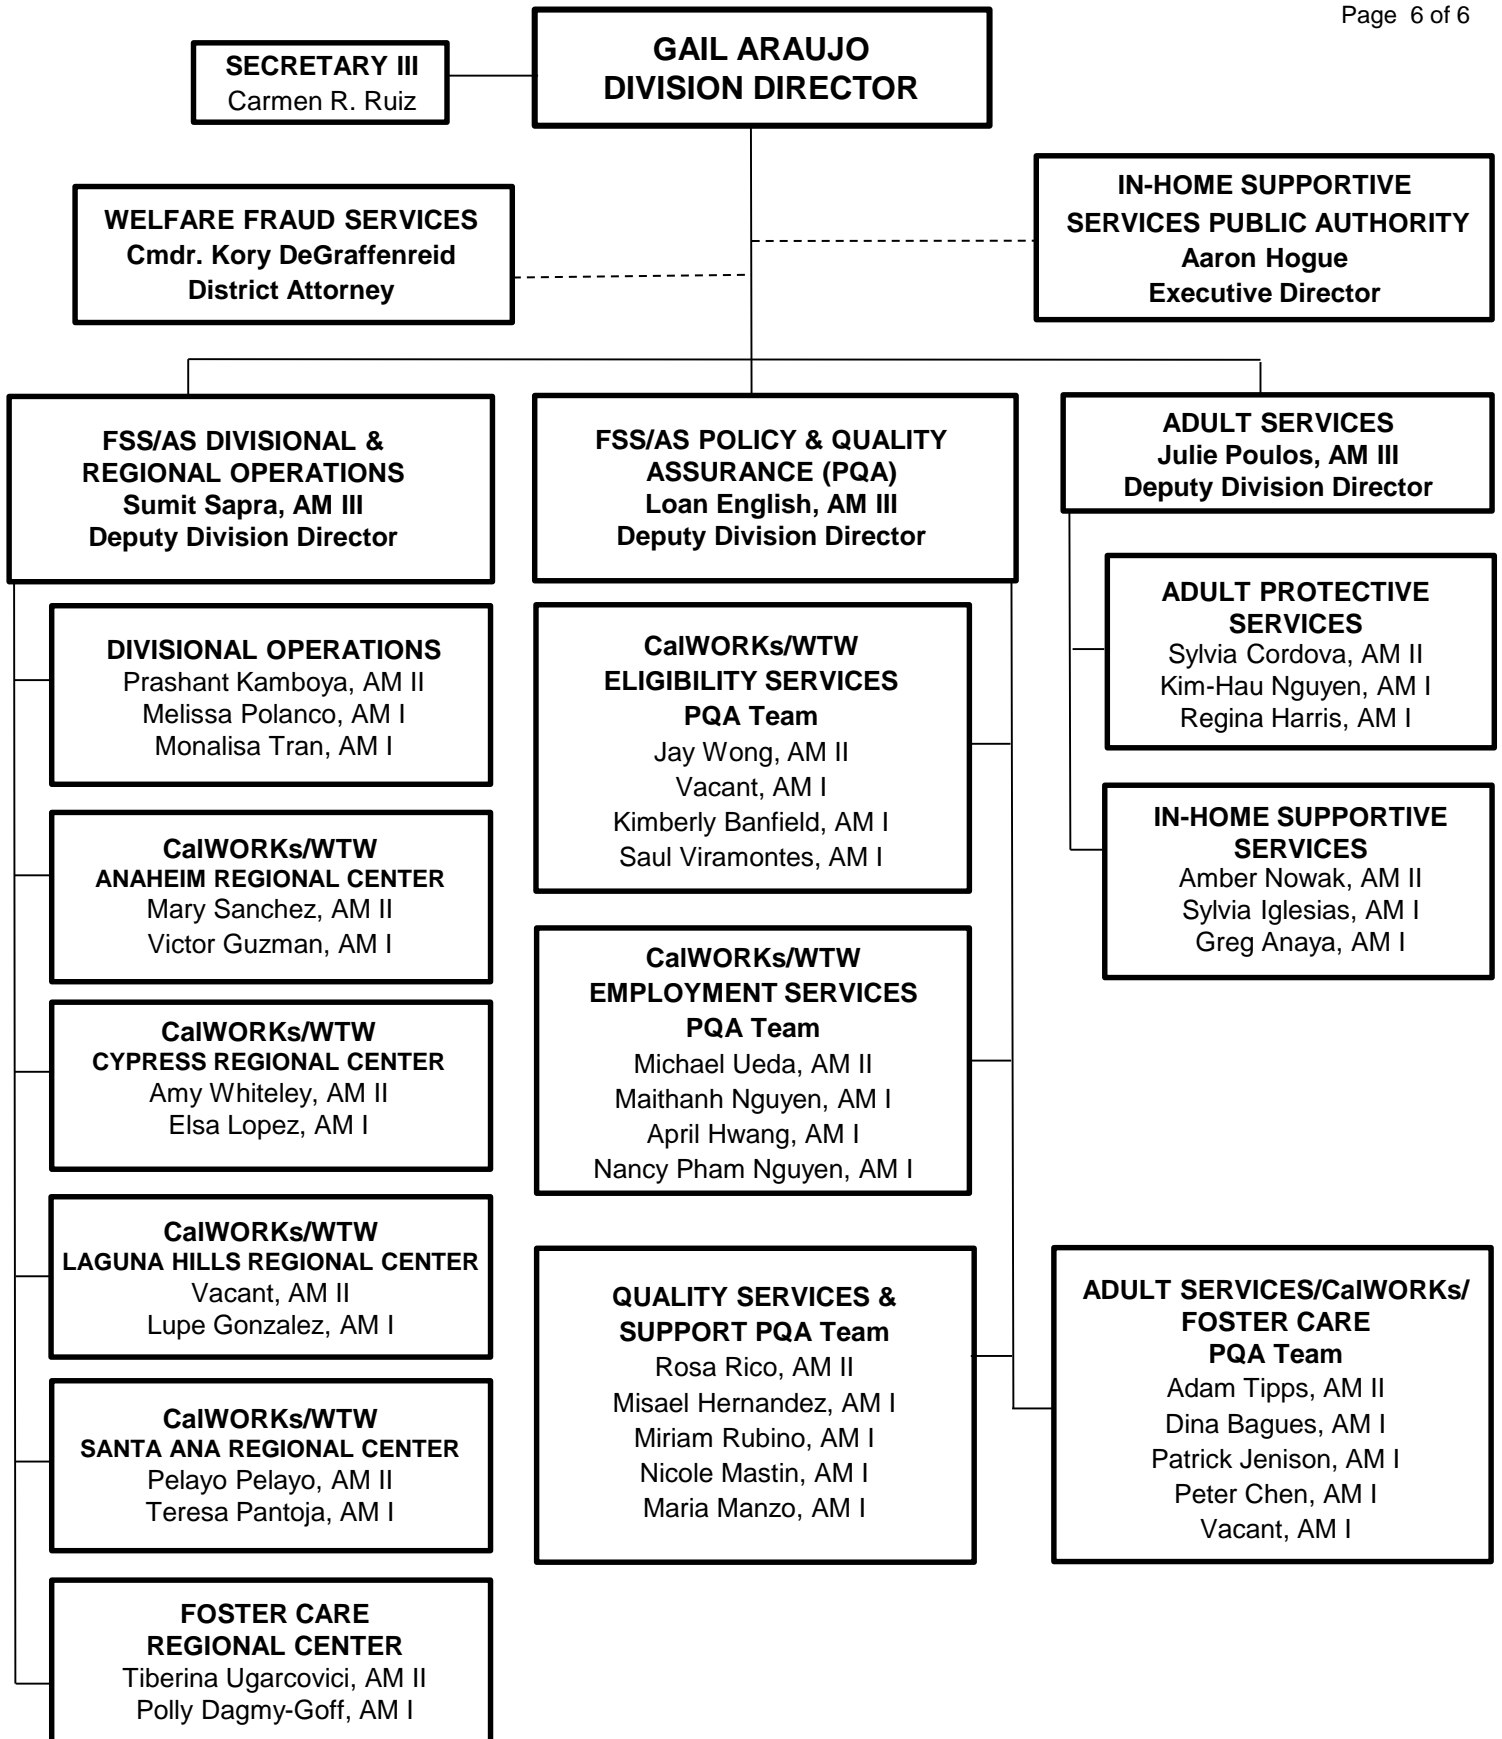 Page 6 of 6
GAIL ARAUJO
DIVISION DIRECTOR
SECRETARY III
Carmen R. Ruiz
WELFARE FRAUD SERVICES
Cmdr. Kory DeGraffenreid
District Attorney
IN-HOME SUPPORTIVE
SERVICES PUBLIC AUTHORITY
Aaron Hogue
Executive Director
FSS/AS DIVISIONAL &
REGIONAL OPERATIONS
Sumit Sapra, AM III
Deputy Division Director
DIVISIONAL OPERATIONS
Prashant Kamboya, AM II
Melissa Polanco, AM I
Monalisa Tran, AM I
CalWORKs/WTW
ANAHEIM REGIONAL CENTER
Mary Sanchez, AM II
Victor Guzman, AM I
CalWORKs/WTW
CYPRESS REGIONAL CENTER
Amy Whiteley, AM II
Elsa Lopez, AM I
CalWORKs/WTW
LAGUNA HILLS REGIONAL CENTER
Vacant, AM II
Lupe Gonzalez, AM I
CalWORKs/WTW
SANTA ANA REGIONAL CENTER
Pelayo Pelayo, AM II
Teresa Pantoja, AM I
FOSTER CARE
REGIONAL CENTER
Tiberina Ugarcovici, AM II
Polly Dagmy-Goff, AM I
FSS/AS POLICY & QUALITY
ASSURANCE (PQA)
Loan English, AM III
Deputy Division Director
CalWORKs/WTW
ELIGIBILITY SERVICES
PQA Team
Jay Wong, AM II
Vacant, AM I
Kimberly Banfield, AM I
Saul Viramontes, AM I
CalWORKs/WTW
EMPLOYMENT SERVICES
PQA Team
Michael Ueda, AM II
Maithanh Nguyen, AM I
April Hwang, AM I
Nancy Pham Nguyen, AM I
QUALITY SERVICES &
SUPPORT PQA Team
Rosa Rico, AM II
Misael Hernandez, AM I
Miriam Rubino, AM I
Nicole Mastin, AM I
Maria Manzo, AM I
ADULT SERVICES/CalWORKs/
FOSTER CARE
PQA Team
Adam Tipps, AM II
Dina Bagues, AM I
Patrick Jenison, AM I
Peter Chen, AM I
Vacant, AM I
ADULT SERVICES
Julie Poulos, AM III
Deputy Division Director
ADULT PROTECTIVE
SERVICES
Sylvia Cordova, AM II
Kim-Hau Nguyen, AM I
Regina Harris, AM I
IN-HOME SUPPORTIVE
SERVICES
Amber Nowak, AM II
Sylvia Iglesias, AM I
Greg Anaya, AM I